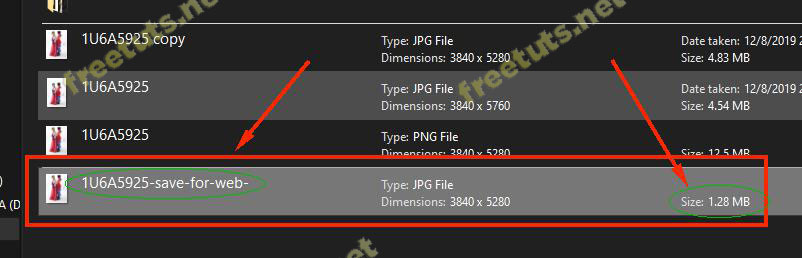 freetuts.net
1U6A5925 copy
Type: JPG File
Dimensions: 3840 x 5280
Date taken: 12/8/2019 2
Size: 4.83 MB
1U6A5925
Type: JPG File
Dimensions: 3840 x 5760
Date taken: 12/8/2019 2
Size: 4.54 MB
freetuts.net
1U6A5925
Type: PNG File
Dimensions: 3840 x 5280
Size: 12.5 MB
)
A (D
1U6A5925-save-for-web-
Type: JPG File
Dimensions: 3840 x 5280
Size: 1.28 MB